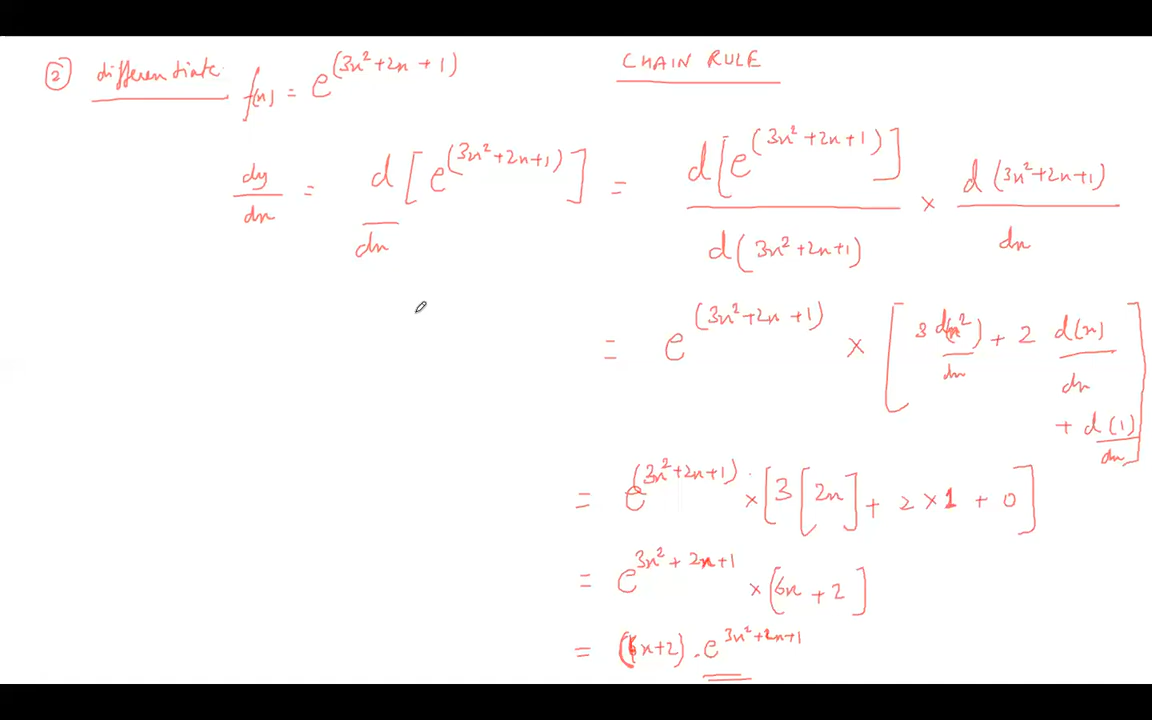 ② differentiate f(x) = e^(3x²+2x+1) CHAIN RULE
dy/dx = d/dx [e^(3x²+2x+1)] = d[e^(3x²+2x+1)]/d(3x²+2x+1) × d(3x²+2x+1)/dx
= e^(3x²+2x+1) × [3 d(x²)/dx + 2 d(x)/dx + d(1)/dx]
= e^(3x²+2x+1) × [3[2x] + 2×1 + 0]
= e^3x²+2x+1 × [6x + 2]
= (6x+2) . e^3x²+2x+1